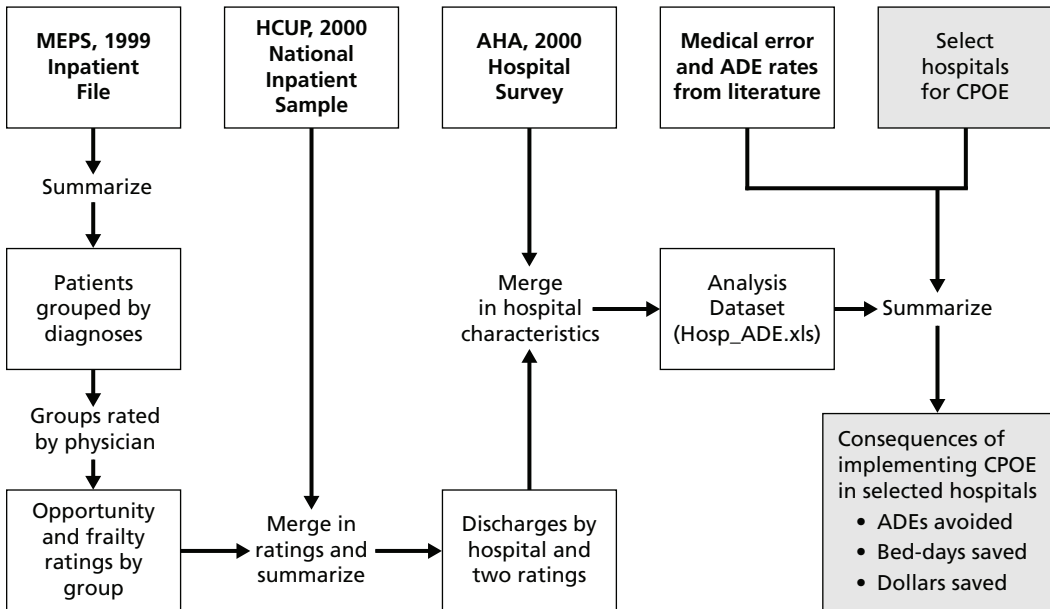 MEPS, 1999
Inpatient
File
HCUP, 2000
National
Inpatient
Sample
AHA, 2000
Hospital
Survey
Medical error
and ADE rates
from literature
Select
hospitals
for CPOE
Summarize
Patients
grouped by
diagnoses
Merge
in hospital
characteristics
Analysis
Dataset
(Hosp_ADE.xls)
Summarize
Groups rated
by physician
Opportunity
and frailty
ratings by
group
Merge in
ratings and
summarize
Discharges by
hospital and
two ratings
Consequences of
implementing CPOE
in selected hospitals
• ADEs avoided
• Bed-days saved
• Dollars saved